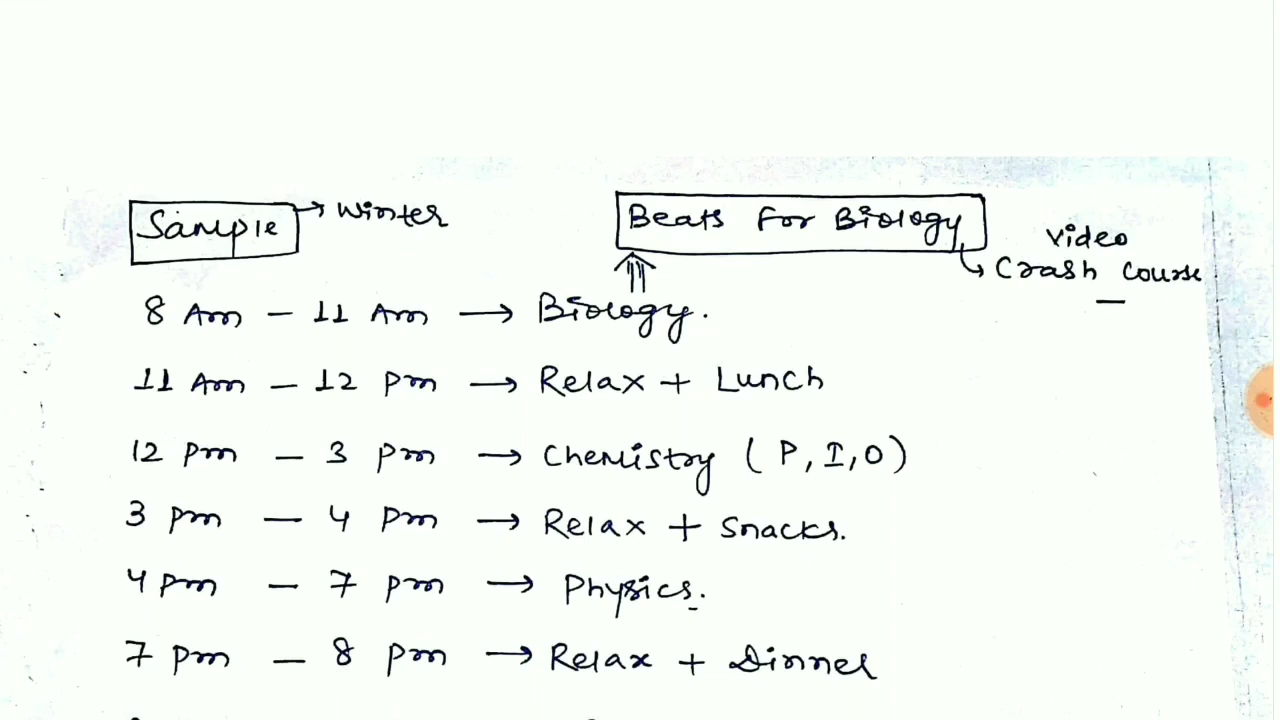 Sample → Winter
Beats For Biology
Video
Crash Course
8 Am – 11 Am → Biology.
11 Am – 12 pm → Relax + Lunch
12 pm – 3 pm → Chemistry ( P, I, O )
3 pm – 4 pm → Relax + Snacks.
4 pm – 7 pm → Physics.
7 pm – 8 pm → Relax + Dinner